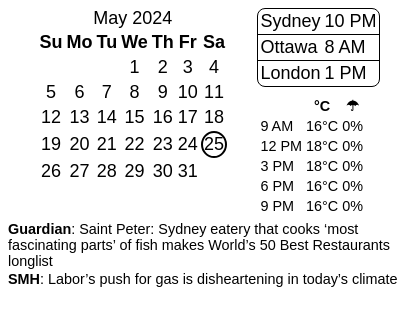 May 2024
Su Mo Tu We Th Fr Sa
1 2 3 4
5 6 7 8 9 10 11
12 13 14 15 16 17 18
19 20 21 22 23 24 25
26 27 28 29 30 31
Sydney 10 PM
Ottawa 8 AM
London 1 PM
°C ☂
9 AM 16°C 0%
12 PM 18°C 0%
3 PM 18°C 0%
6 PM 16°C 0%
9 PM 16°C 0%
Guardian: Saint Peter: Sydney eatery that cooks ‘most
fascinating parts’ of fish makes World’s 50 Best Restaurants
longlist
SMH: Labor’s push for gas is disheartening in today’s climate